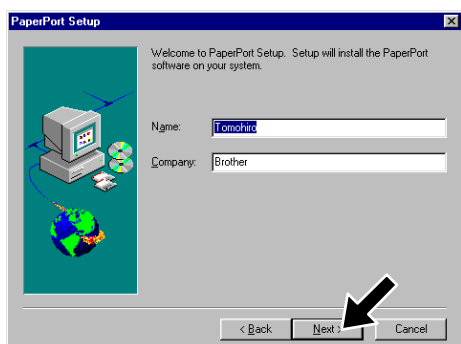 PaperPort Setup
Welcome to PaperPort Setup. Setup will install the PaperPort
software on your system.
Name: Tomohiro
Company: Brother
< Back Next > Cancel